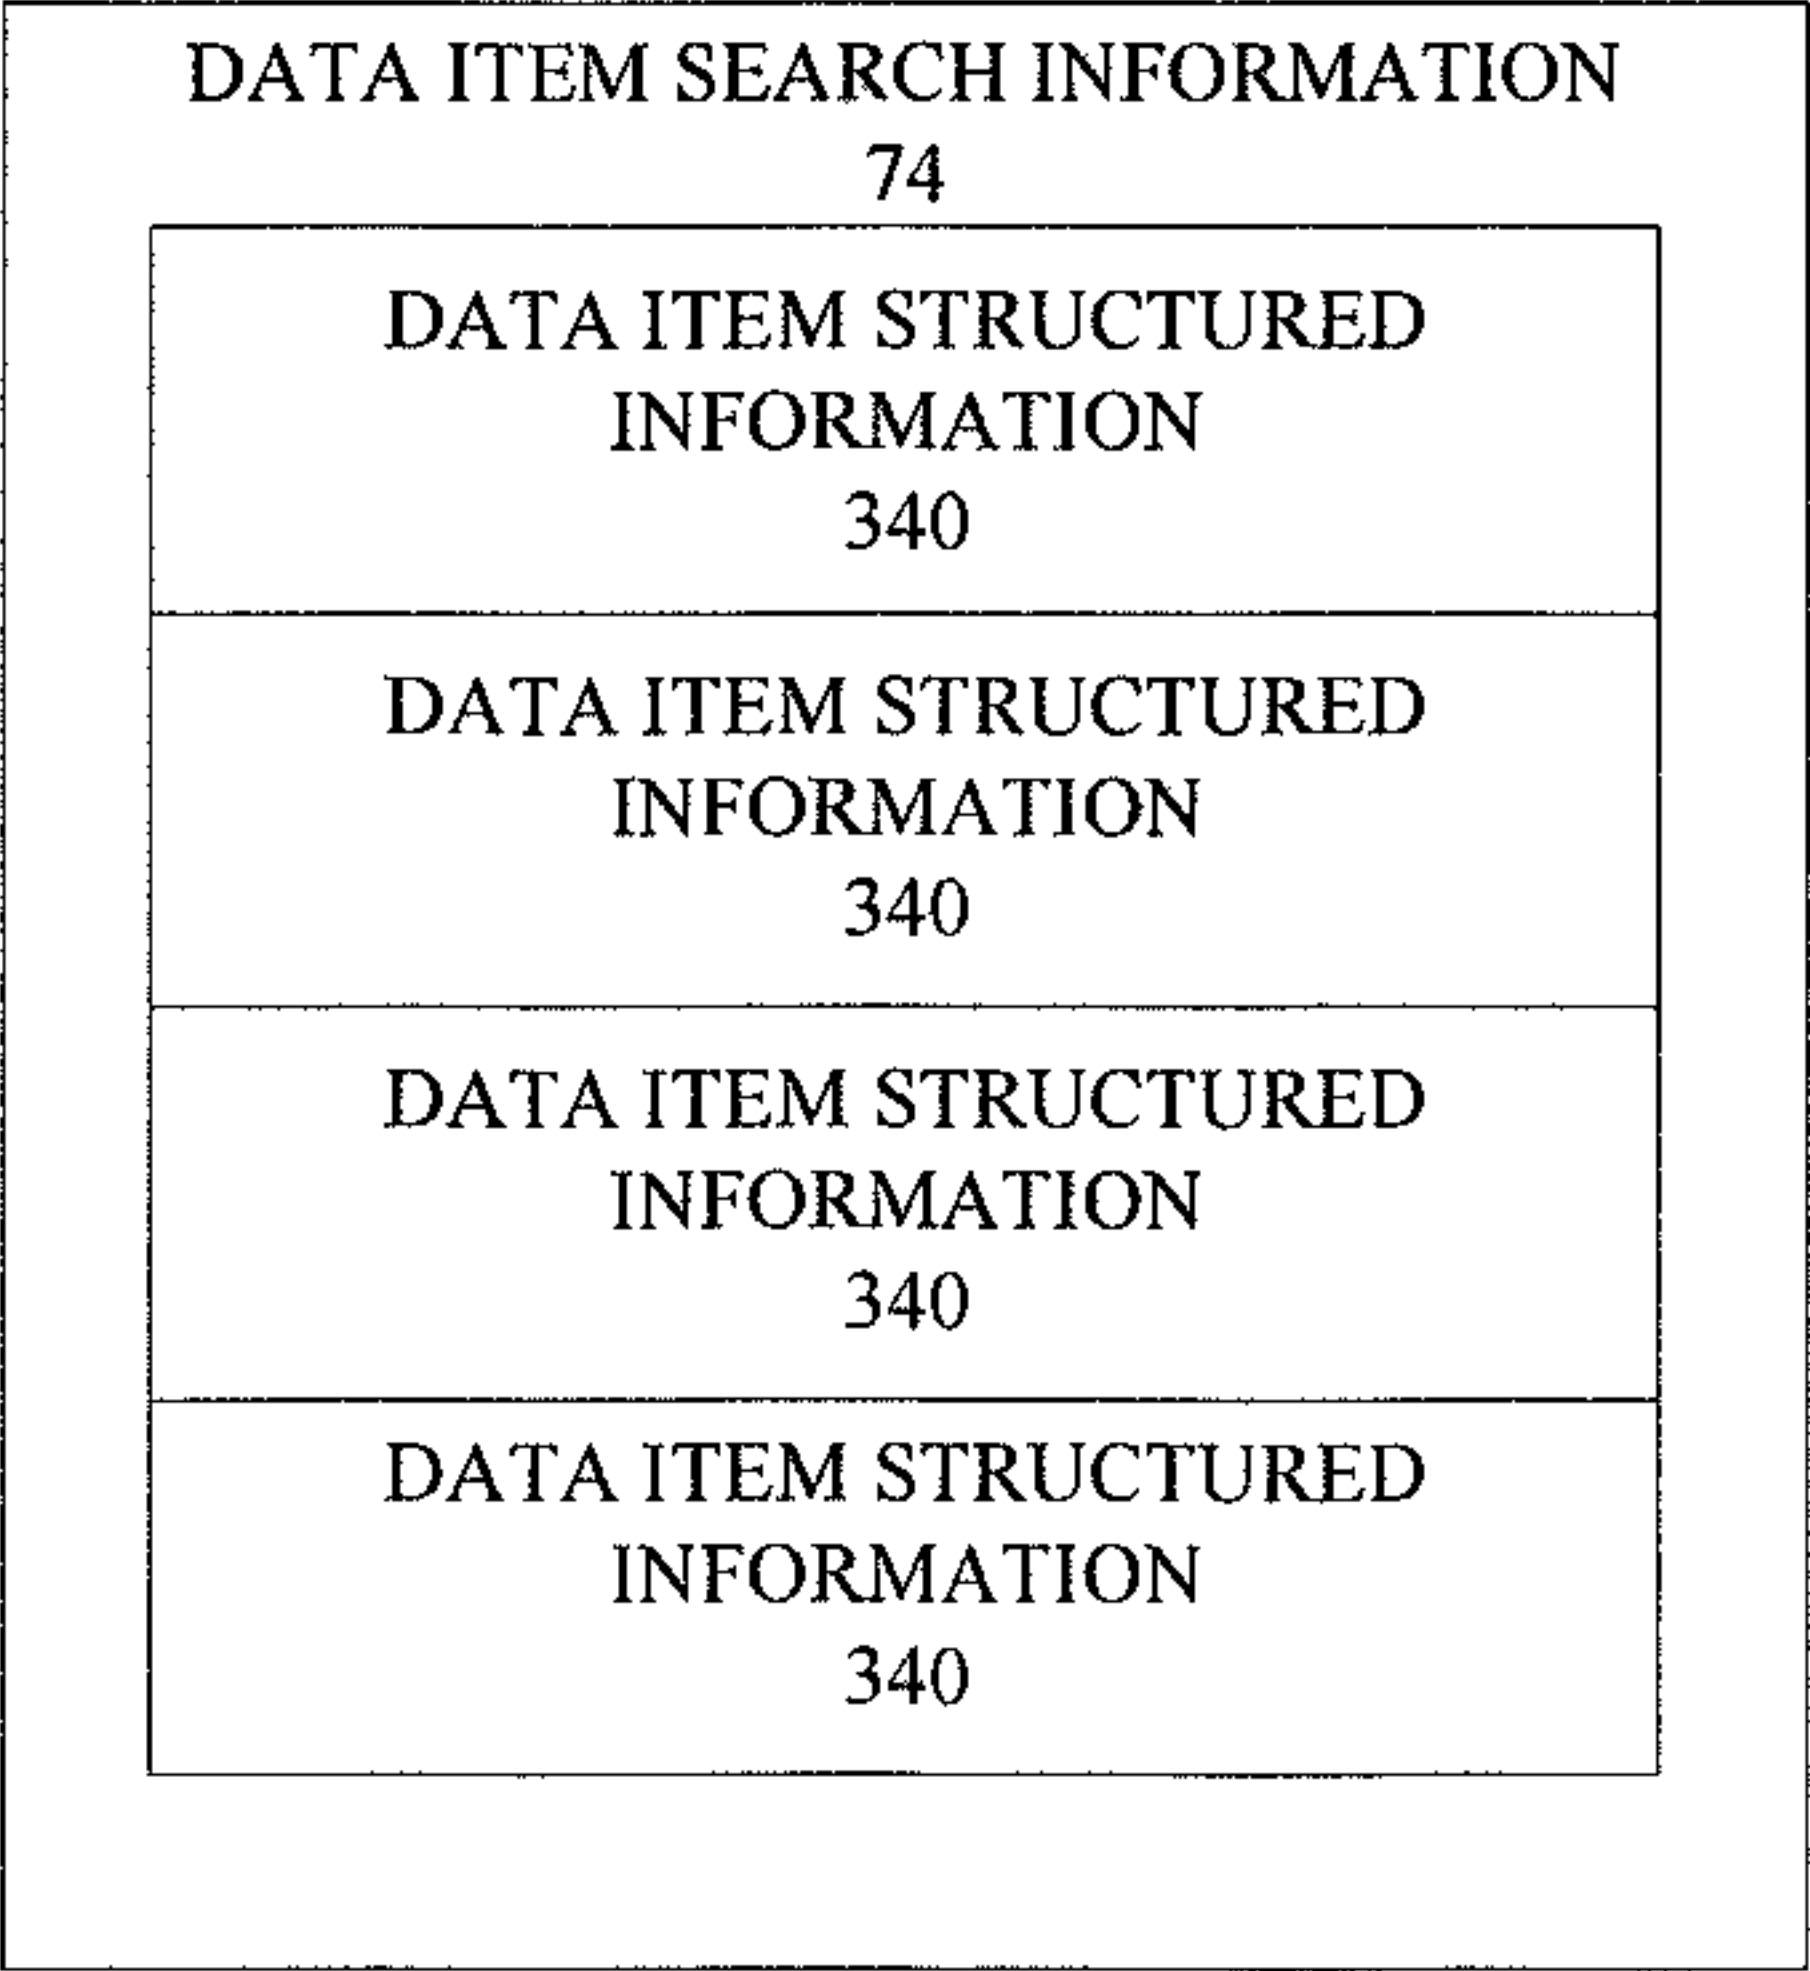 DATA ITEM SEARCH INFORMATION
74
DATA ITEM STRUCTURED
INFORMATION
340
DATA ITEM STRUCTURED
INFORMATION
340
DATA ITEM STRUCTURED
INFORMATION
340
DATA ITEM STRUCTURED
INFORMATION
340